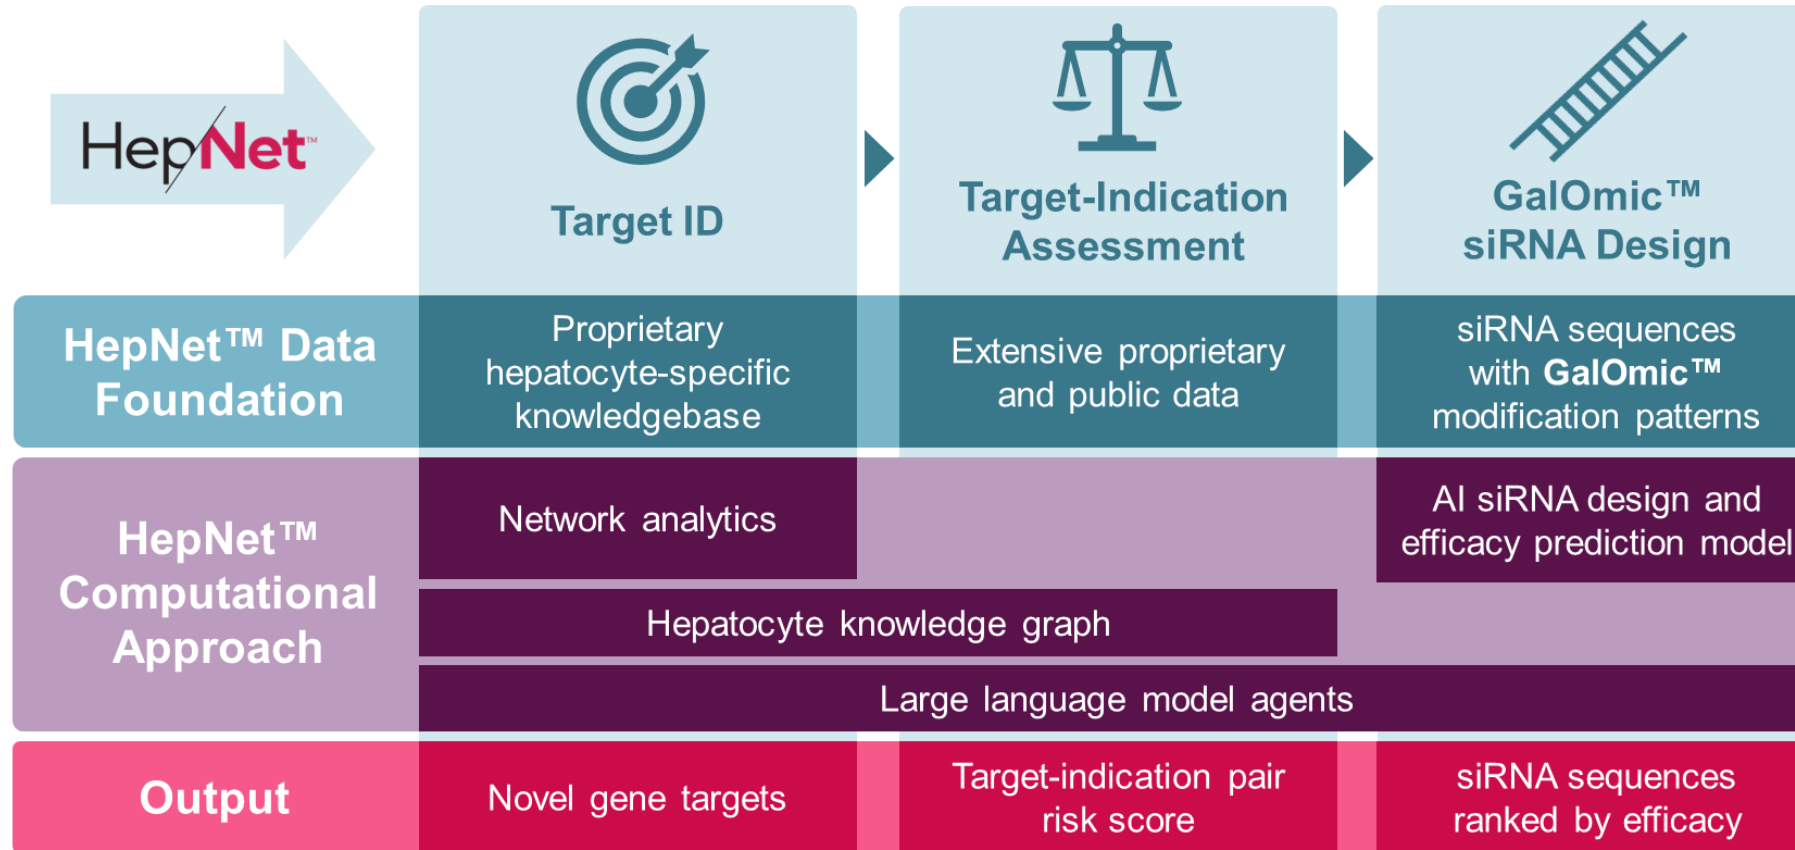 HepNet™
Target ID
Target-Indication
Assessment
GalOmic™
siRNA Design
HepNet™ Data
Foundation
Proprietary
hepatocyte-specific
knowledgebase
Extensive proprietary
and public data
siRNA sequences
with GalOmic™
modification patterns
HepNet™
Computational
Approach
Network analytics
AI siRNA design and
efficacy prediction model
Hepatocyte knowledge graph
Large language model agents
Output
Novel gene targets
Target-indication pair
risk score
siRNA sequences
ranked by efficacy